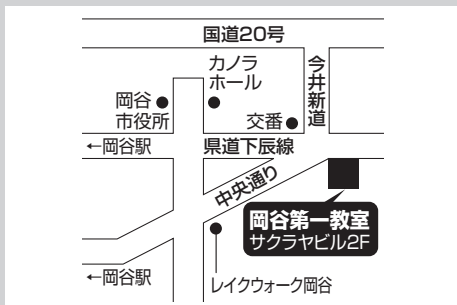 国道20号
カノラ
ホール
今井新道
岡谷
市役所
交番
←岡谷駅
県道下辰線
中央通り
岡谷第一教室
サクラヤビル2F
←岡谷駅
レイクウォーク岡谷